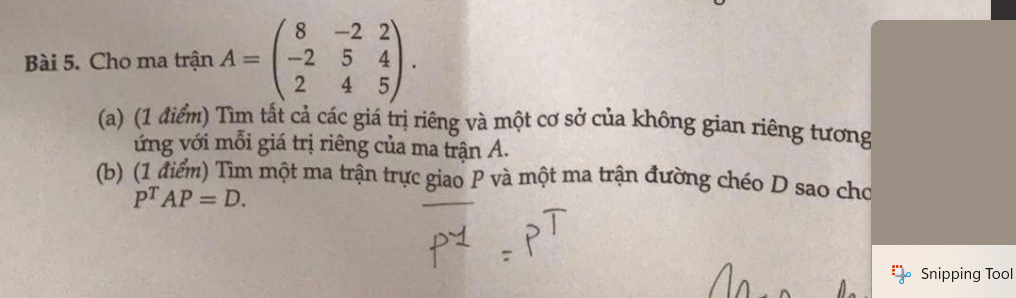 Bài 5. Cho ma trận A = \begin{pmatrix} 8 & -2 & 2 \\ -2 & 5 & 4 \\ 2 & 4 & 5 \end{pmatrix}.
(a) (1 điểm) Tìm tất cả các giá trị riêng và một cơ sở của không gian riêng tương
ứng với mỗi giá trị riêng của ma trận A.
(b) (1 điểm) Tìm một ma trận trực giao P và một ma trận đường chéo D sao cho
P^T AP = D.
P^{-1} = P^T
Snipping Tool